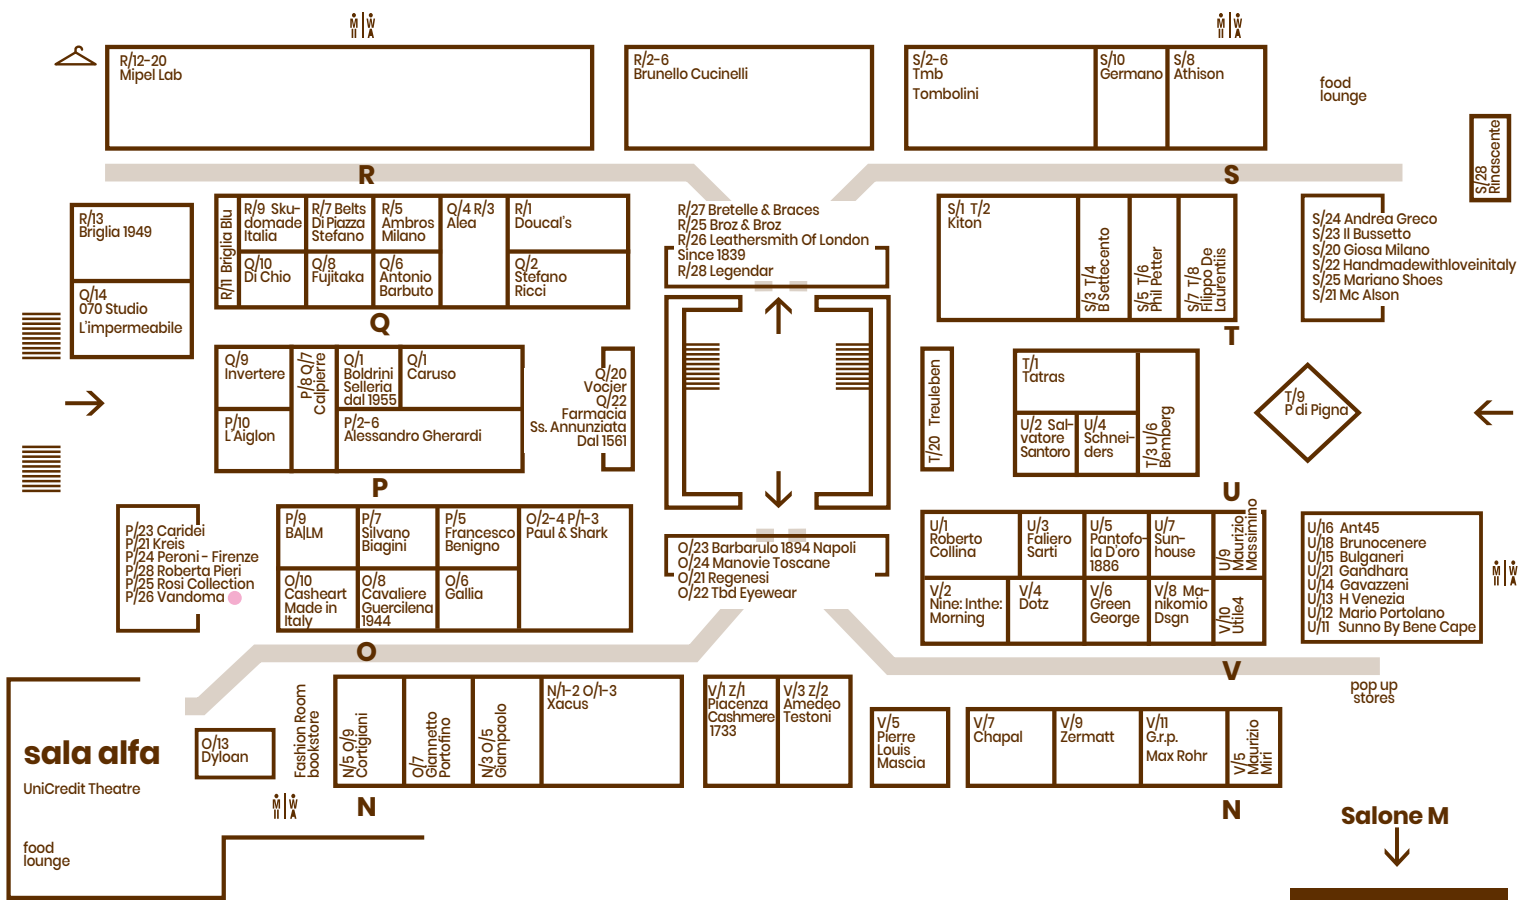 M W
R/12-20
Mipel Lab
R/2-6
Brunello Cucinelli
M W
S/2-6
Tmb
Tombolini
S/10
Germano
S/8
Athison
food
lounge
S/28
Rinascente
R
S
R/13
Briglia 1949
Q/14
070 Studio
L'impermeabile
R/11 Briglia Blu
R/9 Sku-
domade
Italia
R/7 Belts
Di Piazza
Stefano
R/5
Ambros
Milano
Q/4 R/3
Alea
R/1
Doucal's
Q/10
Di Chio
Q/8
Fujitaka
Q/6
Antonio
Barbuto
Q/2
Stefano
Ricci
R/27 Bretelle & Braces
R/25 Broz & Broz
R/26 Leathersmith Of London
Since 1839
R/28 Legendar
S/1 T/2
Kiton
S/3 T/4
B Settecento
S/5 T/6
Phil Petter
S/7 T/8
Filippo De
Laurentiis
S/24 Andrea Greco
S/23 Il Bussetto
S/20 Giosa Milano
S/22 Handmadewithloveinitaly
S/25 Mariano Shoes
S/21 Mc Alson
Q
T
Q/9
Invertere
P/8 Q/7
Calpierre
Q/1
Boldrini
Selleria
dal 1955
Q/1
Caruso
P/10
L'Aiglon
P/2-6
Alessandro Gherardi
Q/20
Vocier
Q/22
Farmacia
Ss. Annunziata
Dal 1561
T/20 Treuleben
T/1
Tatras
U/2 Sal-
vatore
Santoro
U/4
Schnei-
ders
T/3 U/6
Bemberg
T/9
P di Pigna
P
U
P/23 Caridei
P/21 Kreis
P/24 Peroni - Firenze
P/28 Roberta Pieri
P/25 Rosi Collection
P/26 Vandoma
P/9
BA|LM
P/7
Silvano
Biagini
P/5
Francesco
Benigno
O/2-4 P/1-3
Paul & Shark
O/10
Casheart
Made in
Italy
O/8
Cavaliere
Guercilena
1944
O/6
Gallia
O/23 Barbarulo 1894 Napoli
O/24 Manovie Toscane
O/21 Regenesi
O/22 Tbd Eyewear
U/1
Roberto
Collina
U/3
Faliero
Sarti
U/5
Pantofo-
la D'oro
1886
U/7
Sun-
house
U/9
Maurizio
Massimino
V/2
Nine: Inthe:
Morning
V/4
Dotz
V/6
Green
George
V/8 Ma-
nikomio
Dsgn
V/10
Utile4
U/16 Ant45
U/18 Brunocenere
U/15 Bulganeri
U/21 Gandhara
U/14 Gavazzeni
U/13 H Venezia
U/12 Mario Portolano
U/11 Sunno By Bene Cape
M W
O
V
pop up
stores
sala alfa
UniCredit Theatre
food
lounge
O/13
Dyloan
Fashion Room
bookstore
M W
N/5 O/9
Cortigiani
O/7
Giannetto
Portofino
N/3 O/5
Giampaolo
N/1-2 O/1-3
Xacus
V/1 Z/1
Piacenza
Cashmere
1733
V/3 Z/2
Amedeo
Testoni
V/5
Pierre
Louis
Mascia
V/7
Chapal
V/9
Zermatt
V/11
G.r.p.
Max Rohr
V/5
Maurizio
Miri
N
N
Salone M